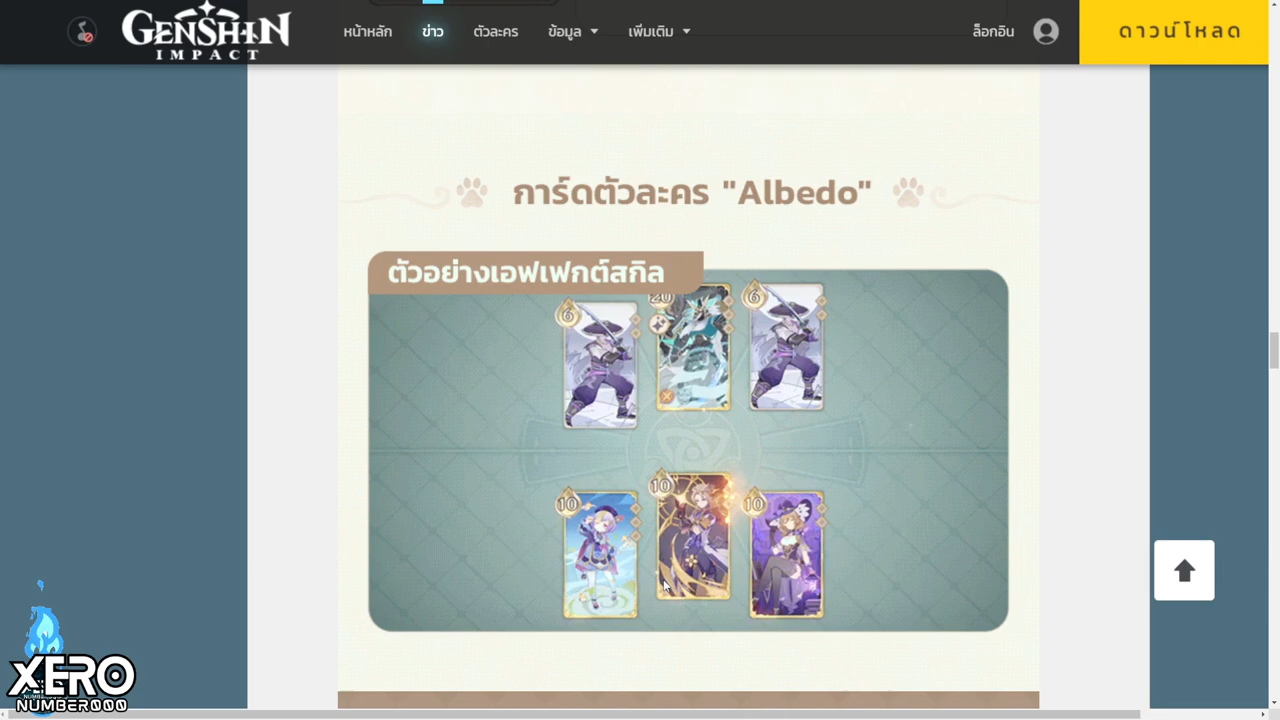 GENSHIN
IMPACT
หน้าหลัก
ข่าว
ตัวละคร
ข้อมูล
เพิ่มเติม
ล็อกอิน
ดาวน์โหลด
การ์ดตัวละคร "Albedo"
ตัวอย่างเอฟเฟกต์สกิล
6
20
6
10
10
10
XERO
NUMBER000